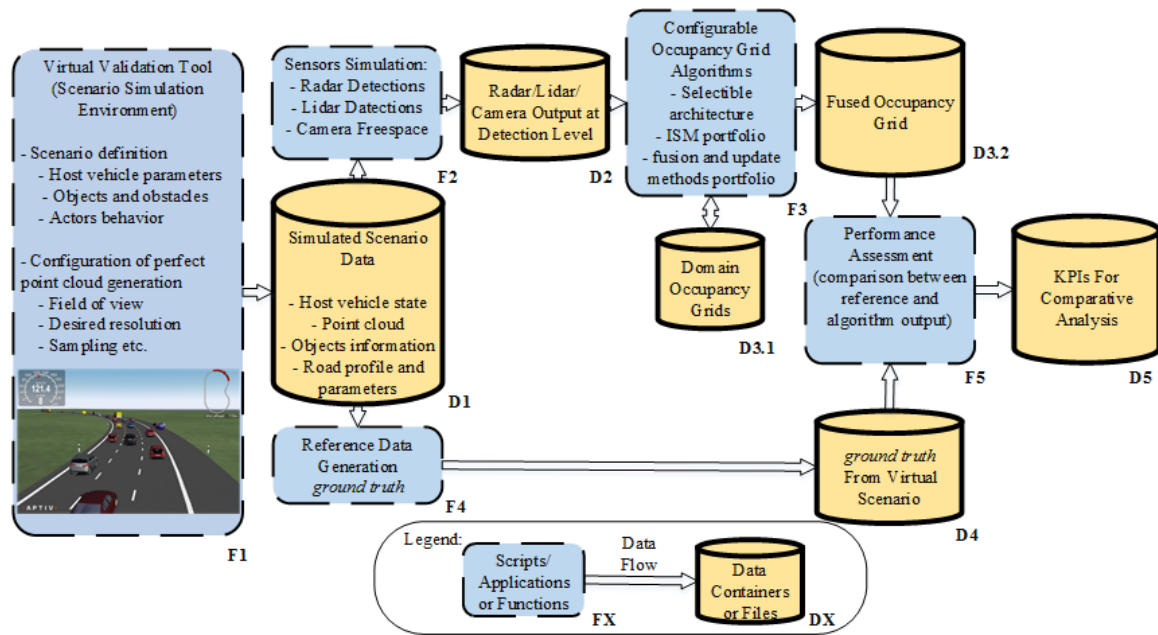 Virtual Validation Tool
(Scenario Simulation
Environment)
- Scenario definition
- Host vehicle parameters
- Objects and obstacles
- Actors behavior
- Configuration of perfect
point cloud generation
- Field of view
- Desired resolution
- Sampling etc.
121.4
APTIV
F1
Sensors Simulation:
- Radar Detections
- Lidar Datections
- Camera Freespace
F2
Simulated Scenario
Data
- Host vehicle state
- Point cloud
- Objects information
- Road profile and
parameters
D1
Reference Data
Generation
ground truth
F4
Radar/Lidar/
Camera Output at
Detection Level
D2
Configurable
Occupancy Grid
Algorithms
- Selectible
architecture
- ISM portfolio
- fusion and update
methods portfolio
F3
Domain
Occupancy
Grids
D3.1
Fused Occupancy
Grid
D3.2
Performance
Assessment
(comparison between
reference and
algorithm output)
F5
KPIs For
Comparative
Analysis
D5
ground truth
From Virtual
Scenario
D4
Legend:
Scripts/
Applications
or Functions
FX
Data
Flow
Data
Containers
or Files
DX